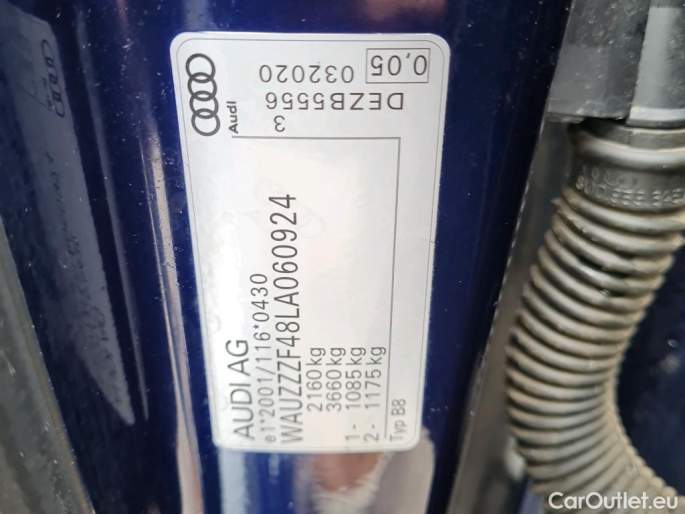 Audi
DEZB5556 032020 0,05
3
AUDI AG
e1*2001/116*0430
WAUZZZF48LA060924
2160 kg
3660 kg
1- 1085 kg
2- 1175 kg
Typ B8
CarOutlet.eu